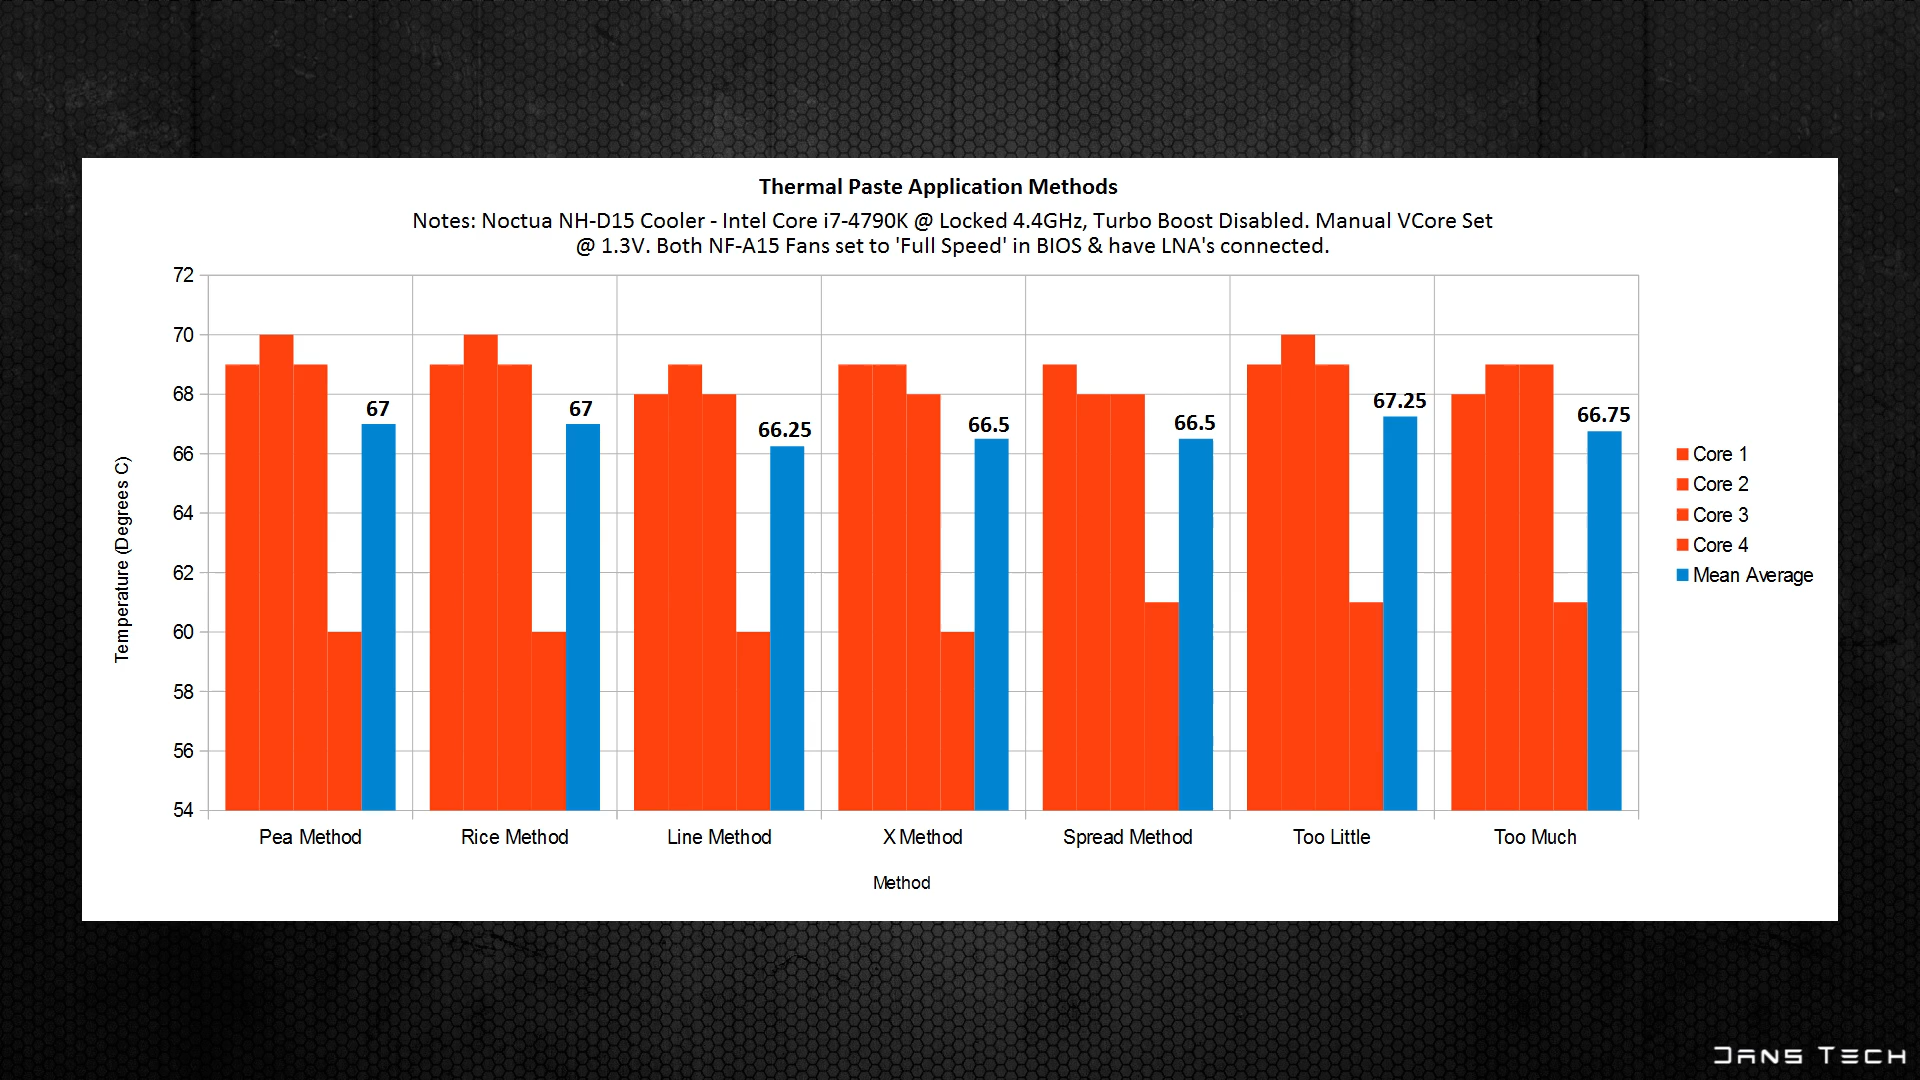 Thermal Paste Application Methods
Notes: Noctua NH-D15 Cooler - Intel Core i7-4790K @ Locked 4.4GHz, Turbo Boost Disabled. Manual VCore Set
@ 1.3V. Both NF-A15 Fans set to 'Full Speed' in BIOS & have LNA's connected.
72
70
68
66
64
62
60
58
56
54
Temperature (Degrees C)
67
67
66.25
66.5
66.5
67.25
66.75
Pea Method
Rice Method
Line Method
X Method
Spread Method
Too Little
Too Much
Method
Core 1
Core 2
Core 3
Core 4
Mean Average
JANS TECH